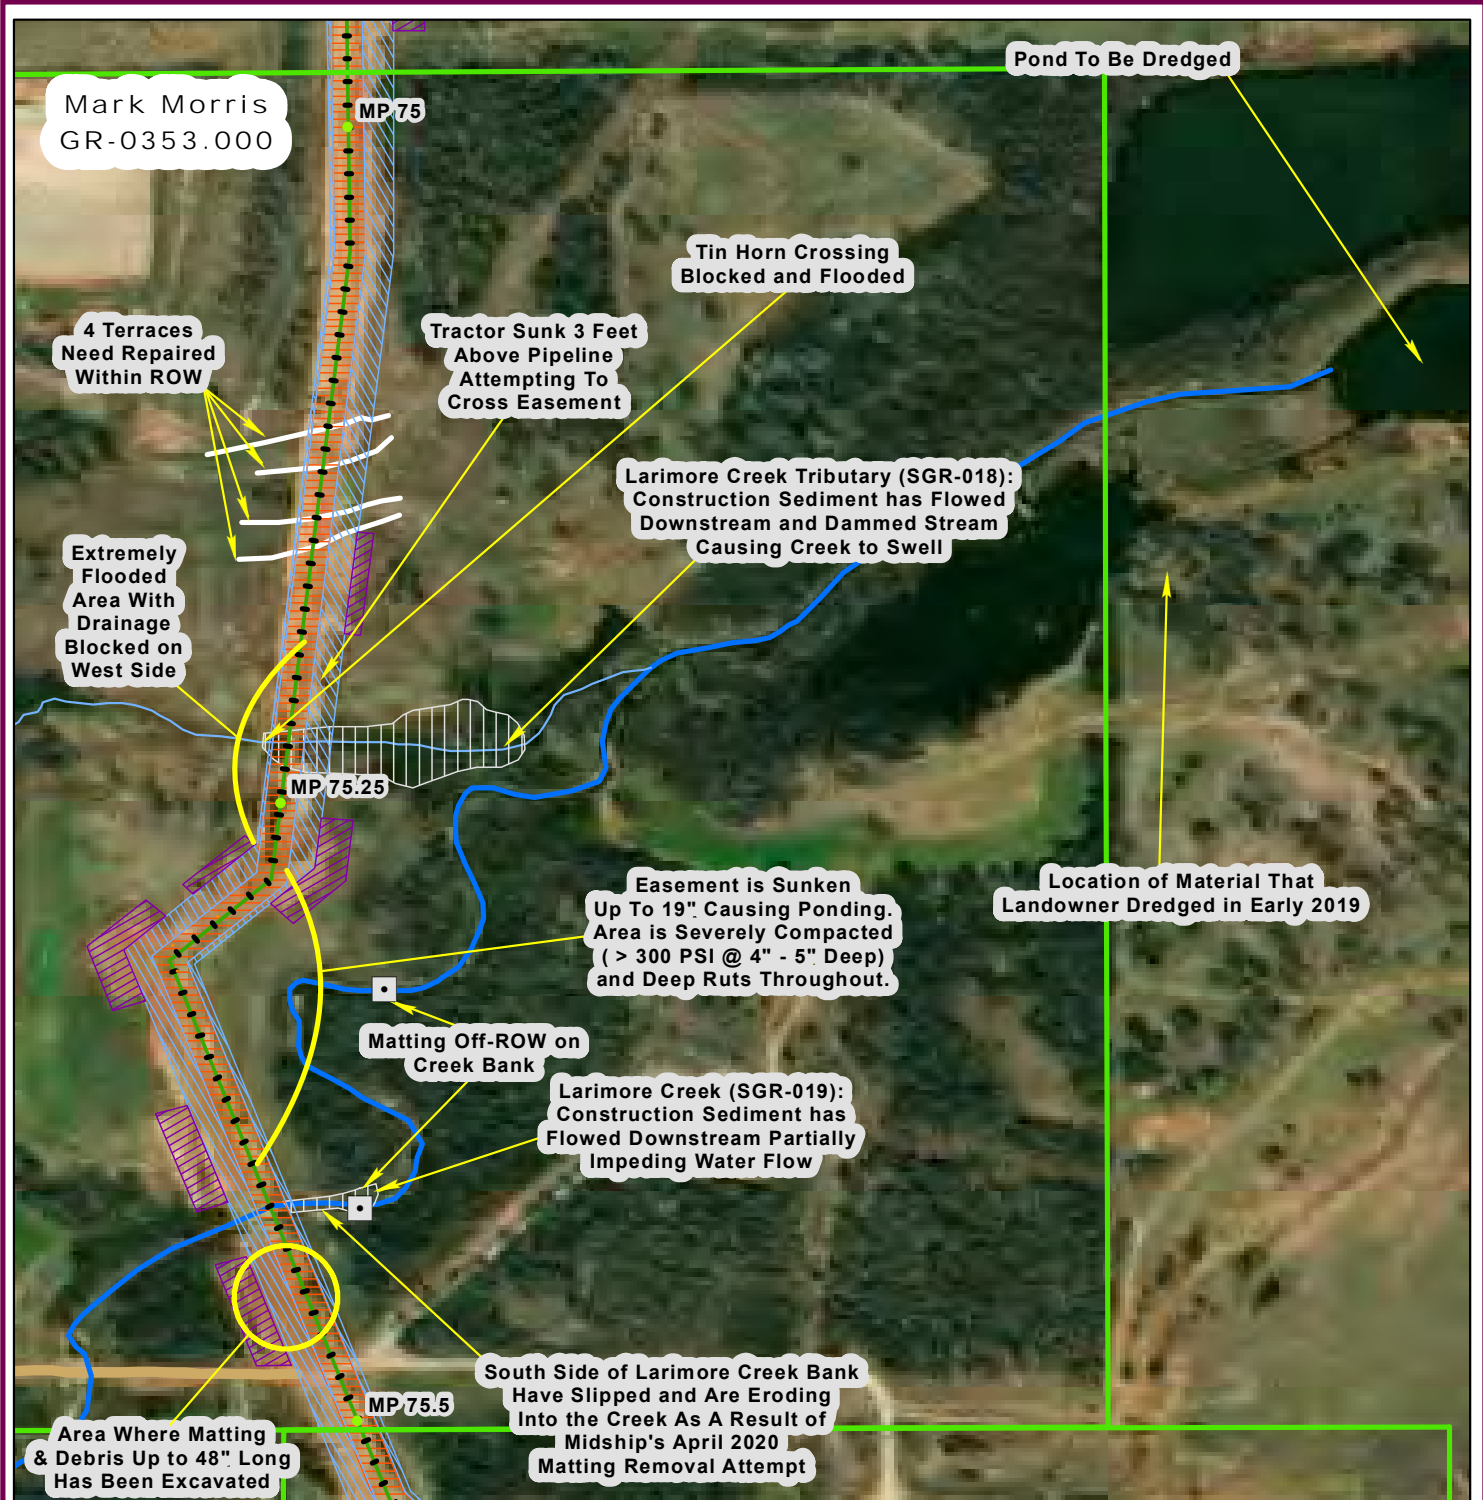 Pond To Be Dredged
Mark Morris
GR-0353.000
MP 75
Tin Horn Crossing
Blocked and Flooded
4 Terraces
Need Repaired
Within ROW
Tractor Sunk 3 Feet
Above Pipeline
Attempting To
Cross Easement
Larimore Creek Tributary (SGR-018):
Construction Sediment has Flowed
Downstream and Dammed Stream
Causing Creek to Swell
Extremely
Flooded
Area With
Drainage
Blocked on
West Side
MP 75.25
Easement is Sunken
Up To 19" Causing Ponding.
Area is Severely Compacted
( > 300 PSI @ 4" - 5" Deep)
and Deep Ruts Throughout.
Location of Material That
Landowner Dredged in Early 2019
Matting Off-ROW on
Creek Bank
Larimore Creek (SGR-019):
Construction Sediment has
Flowed Downstream Partially
Impeding Water Flow
South Side of Larimore Creek Bank
Have Slipped and Are Eroding
Into the Creek As A Result of
Midship's April 2020
Matting Removal Attempt
MP 75.5
Area Where Matting
& Debris Up to 48" Long
Has Been Excavated